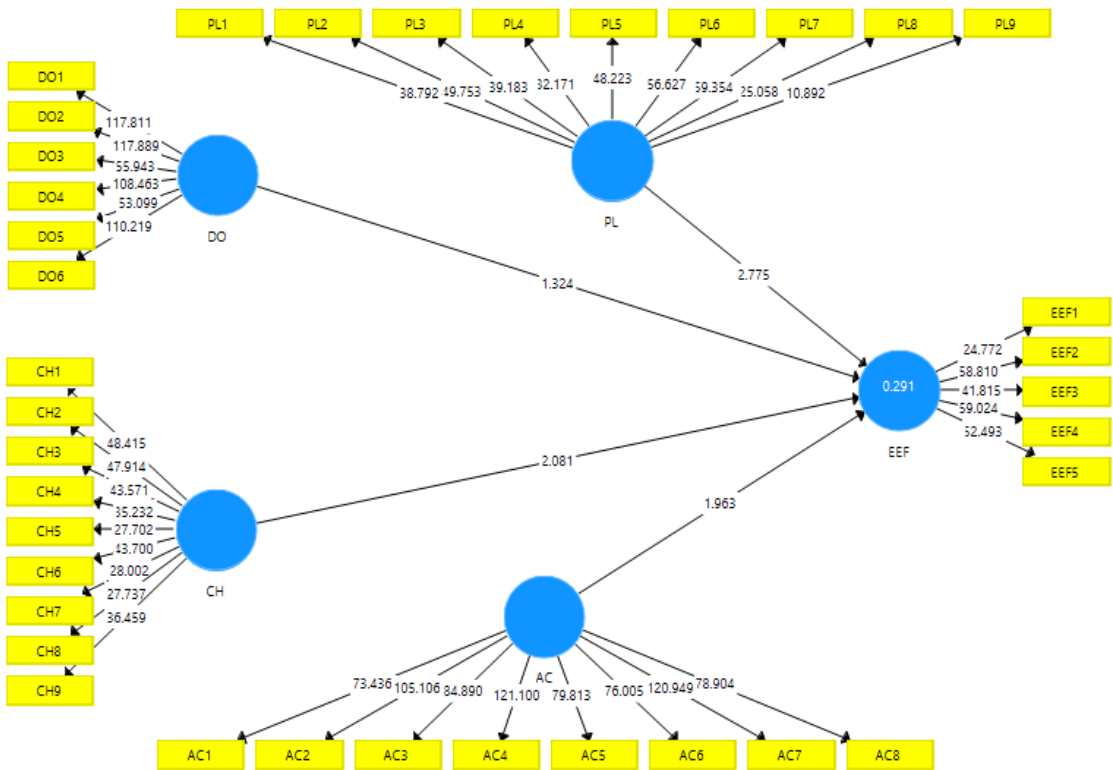 PL1 PL2 PL3 PL4 PL5 PL6 PL7 PL8 PL9
38.792 49.753 39.183 32.171 48.223 56.627 59.354 25.058 10.892
PL
DO1
DO2
DO3
DO4
DO5
DO6
117.811
117.889
55.943
108.463
53.099
110.219
DO
1.324
2.775
EEF1
EEF2
EEF3
EEF4
EEF5
24.772
58.810
41.815
59.024
52.493
0.291
EEF
CH1
CH2
CH3
CH4
CH5
CH6
CH7
CH8
CH9
48.415
47.914
43.571
35.232
27.702
43.700
28.002
27.737
36.459
CH
2.081
1.963
AC
73.436 105.106 84.890 121.100 79.813 76.005 120.949 78.904
AC1 AC2 AC3 AC4 AC5 AC6 AC7 AC8